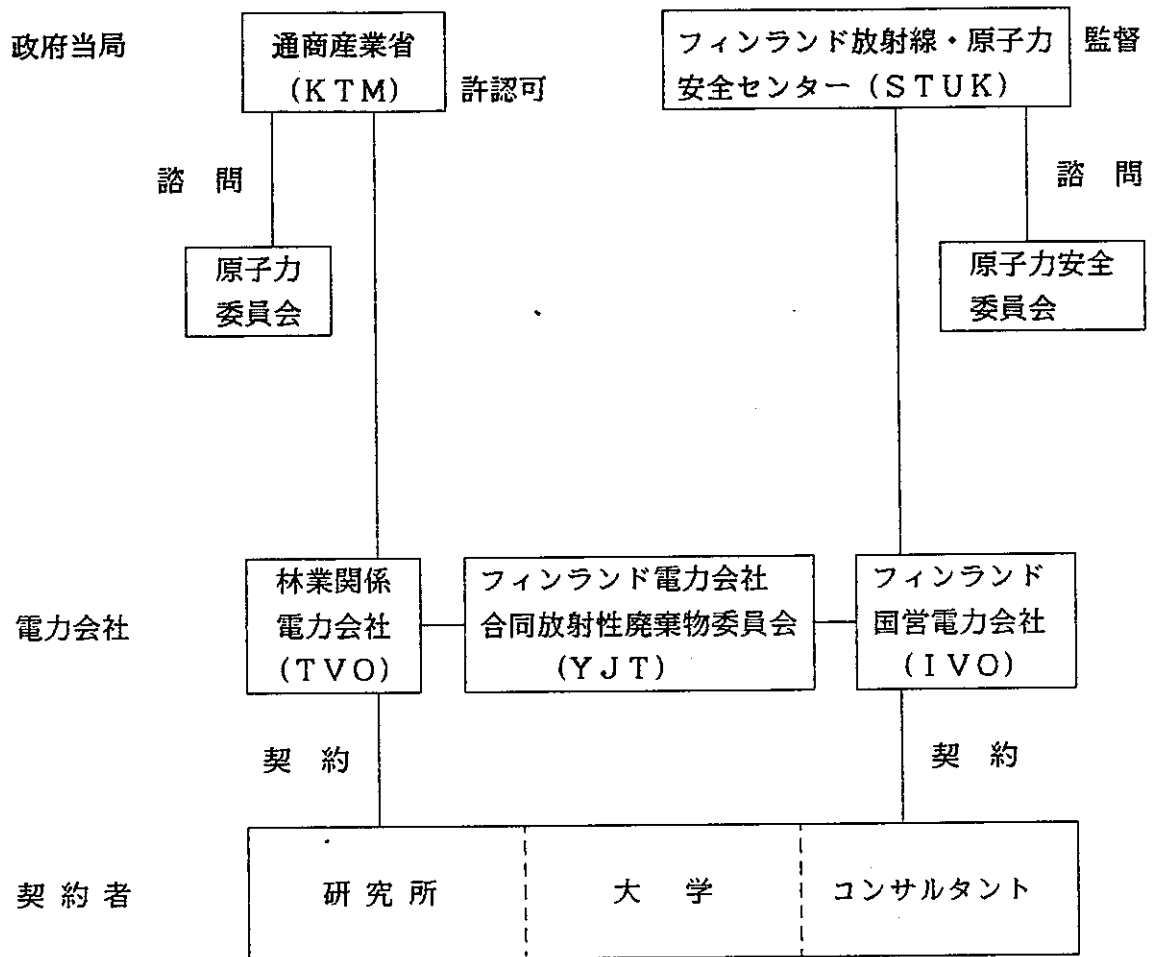 政府当局
通商産業省
(KTM)
許認可
フィンランド放射線・原子力
安全センター(STUK)
監督
諮 問
諮 問
原子力
委員会
原子力安全
委員会
電力会社
林業関係
電力会社
(TVO)
フィンランド電力会社
合同放射性廃棄物委員会
(YJT)
フィンランド
国営電力会社
(IVO)
契 約
契 約
契 約 者
研 究 所
大 学
コンサルタント